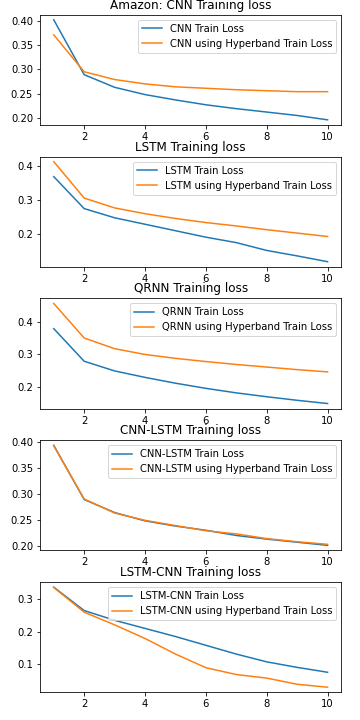 Amazon: CNN Training loss
0.40
0.35
0.30
0.25
0.20
CNN Train Loss
CNN using Hyperband Train Loss
2 4 6 8 10
LSTM Training loss
0.4
0.3
0.2
LSTM Train Loss
LSTM using Hyperband Train Loss
2 4 6 8 10
QRNN Training loss
0.4
0.3
0.2
QRNN Train Loss
QRNN using Hyperband Train Loss
2 4 6 8 10
CNN-LSTM Training loss
0.40
0.35
0.30
0.25
0.20
CNN-LSTM Train Loss
CNN-LSTM using Hyperband Train Loss
2 4 6 8 10
LSTM-CNN Training loss
0.3
0.2
0.1
LSTM-CNN Train Loss
LSTM-CNN using Hyperband Train Loss
2 4 6 8 10